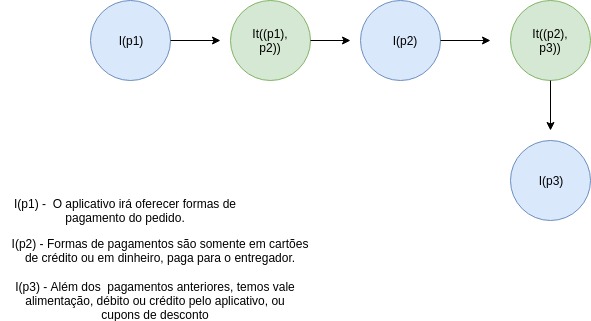 I(p1)
It((p1),
p2))
I(p2)
It((p2),
p3))
I(p3)
I(p1) - O aplicativo irá oferecer formas de
pagamento do pedido.
I(p2) - Formas de pagamentos são somente em cartões
de crédito ou em dinheiro, paga para o entregador.
I(p3) - Além dos pagamentos anteriores, temos vale
alimentação, débito ou crédito pelo aplicativo, ou
cupons de desconto